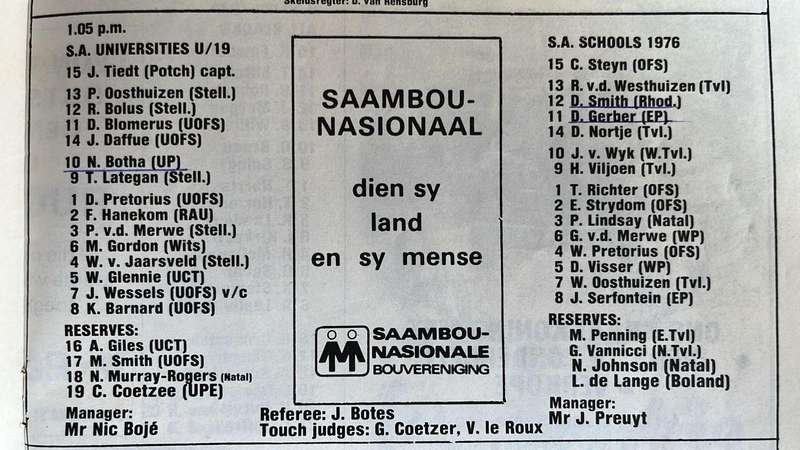 Skeidsregter: D. van Rensburg
1.05 p.m.
S.A. UNIVERSITIES U/19
15 J. Tiedt (Potch) capt.
13 P. Oosthuizen (Stell.)
12 R. Bolus (Stell.)
11 D. Blomerus (UOFS)
14 J. Daffue (UOFS)
10 N. Botha (UP)
9 T. Lategan (Stell.)
1 D. Pretorius (UOFS)
2 F. Hanekom (RAU)
3 P. v.d. Merwe (Stell.)
6 M. Gordon (Wits)
4 W. v. Jaarsveld (Stell.)
5 W. Glennie (UCT)
7 J. Wessels (UOFS) v/c
8 K. Barnard (UOFS)
RESERVES:
16 A. Giles (UCT)
17 M. Smith (UOFS)
18 N. Murray-Rogers (Natal)
19 C. Coetzee (UPE)
Manager:
Mr Nic Bojé
SAAMBOU-
NASIONAAL
dien sy
land
en sy mense
SAAMBOU-
NASIONALE
BOUVERENIGING
Referee: J. Botes
Touch judges: G. Coetzer, V. le Roux
S.A. SCHOOLS 1976
15 C. Steyn (OFS)
13 R. v.d. Westhuizen (Tvl)
12 D. Smith (Rhod.)
11 D. Gerber (EP)
14 D. Nortje (Tvl.)
10 J. v. Wyk (W.Tvl.)
9 H. Viljoen (Tvl.)
1 T. Richter (OFS)
2 E. Strydom (OFS)
3 P. Lindsay (Natal)
6 G. v.d. Merwe (WP)
4 W. Pretorius (OFS)
5 D. Visser (WP)
7 W. Oosthuizen (Tvl.)
8 J. Serfontein (EP)
RESERVES:
M. Penning (E.Tvl)
G. Vannicci (N.Tvl.)
N. Johnson (Natal)
L. de Lange (Boland)
Manager:
Mr J. Preuyt